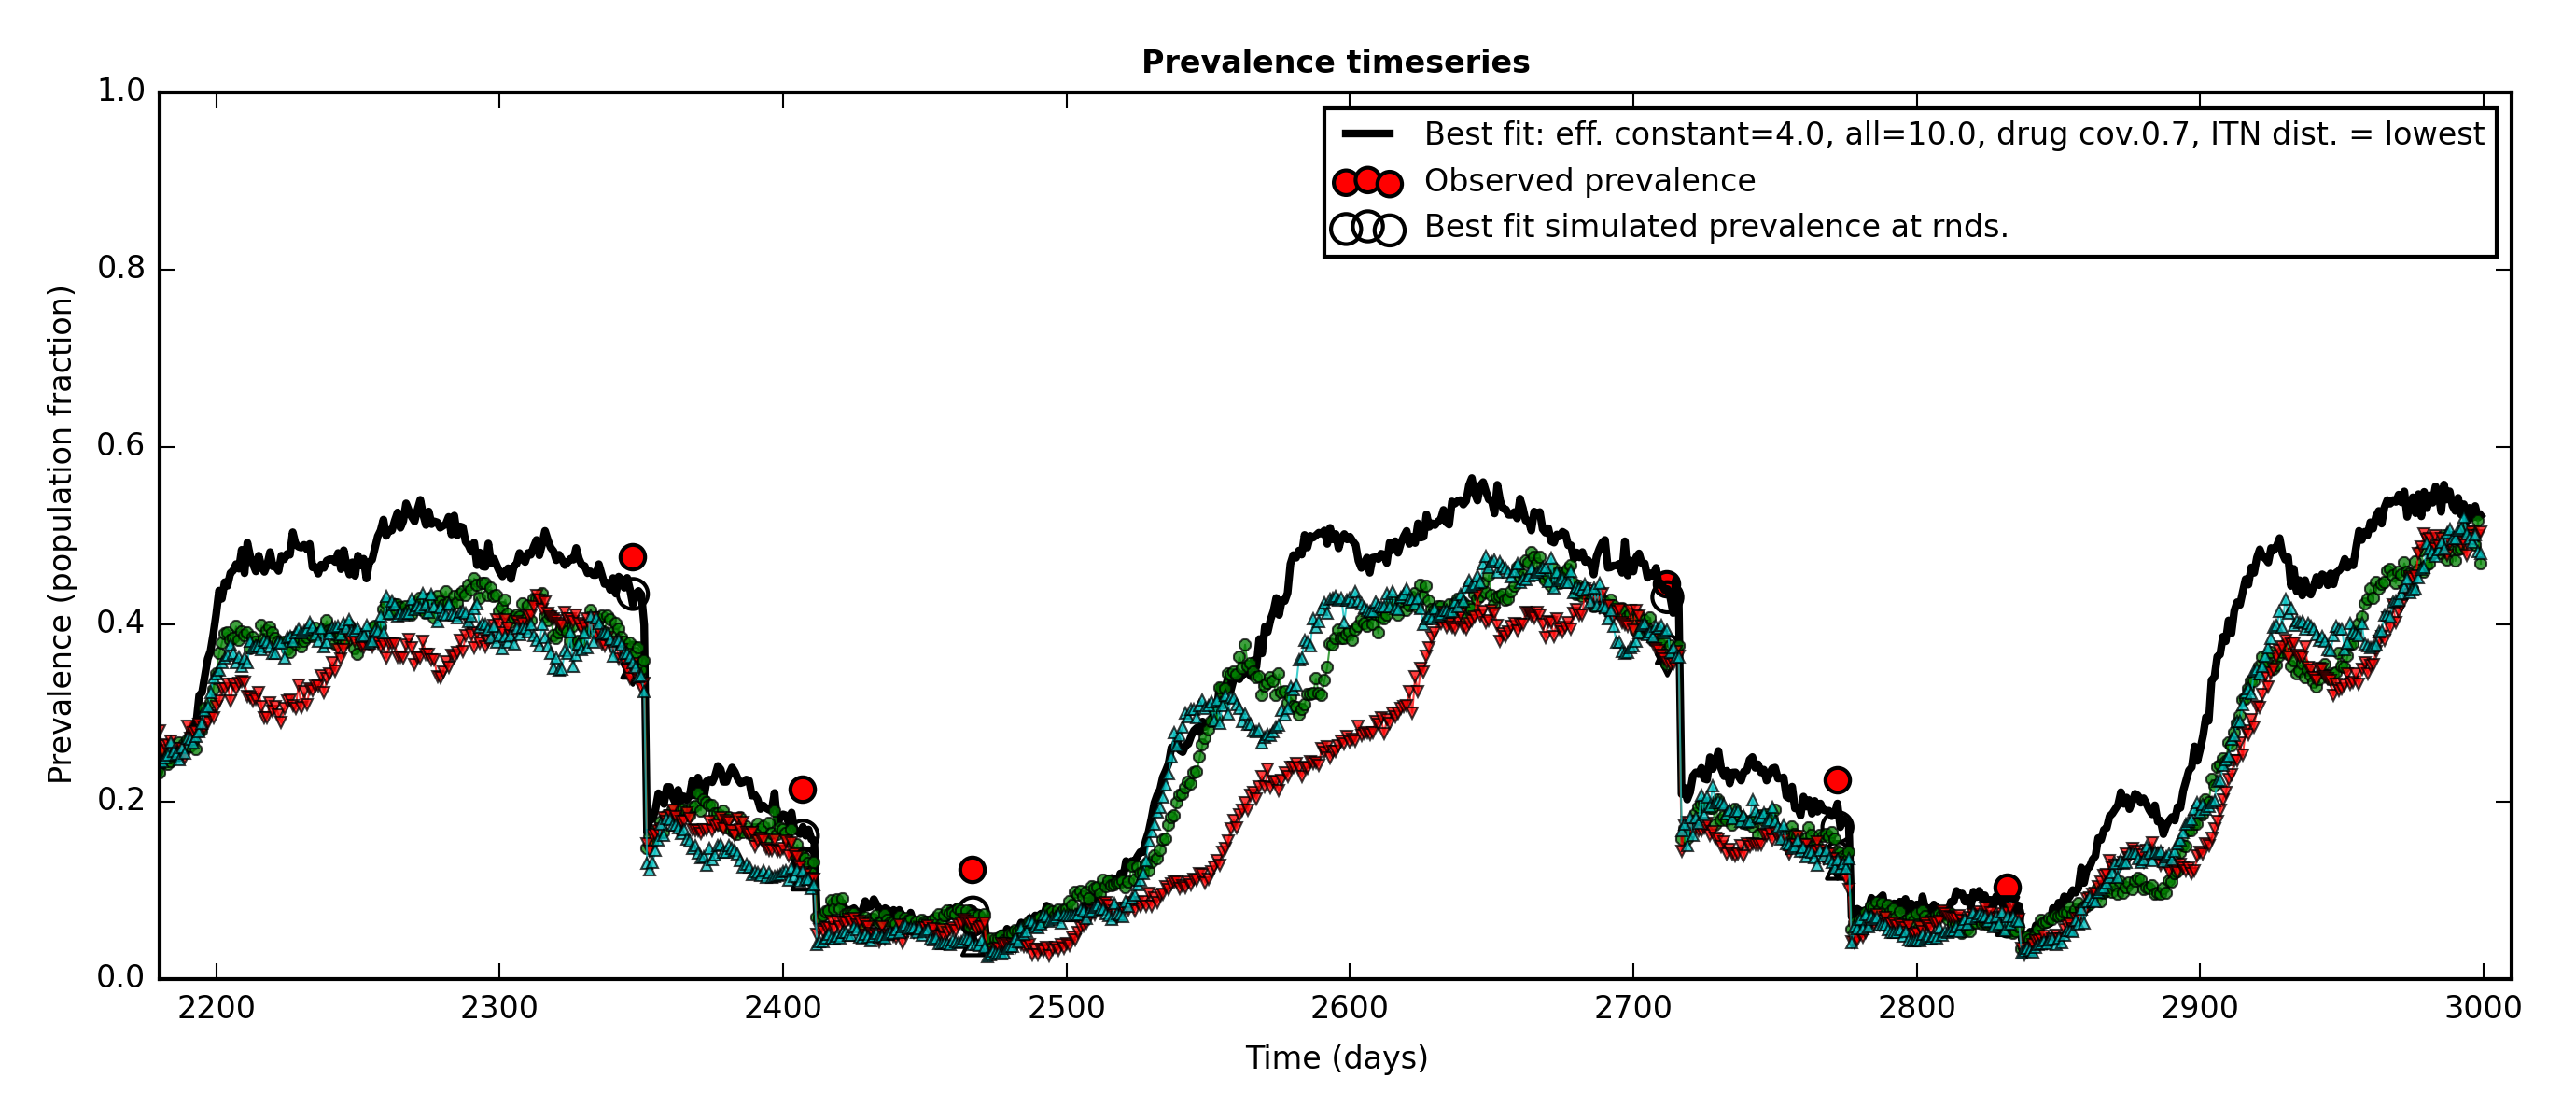 Prevalence timeseries
1.0
0.8
0.6
0.4
0.2
0.0
Prevalence (population fraction)
Best fit: eff. constant=4.0, all=10.0, drug cov.0.7, ITN dist. = lowest
Observed prevalence
Best fit simulated prevalence at rnds.
2200 2300 2400 2500 2600 2700 2800 2900 3000
Time (days)